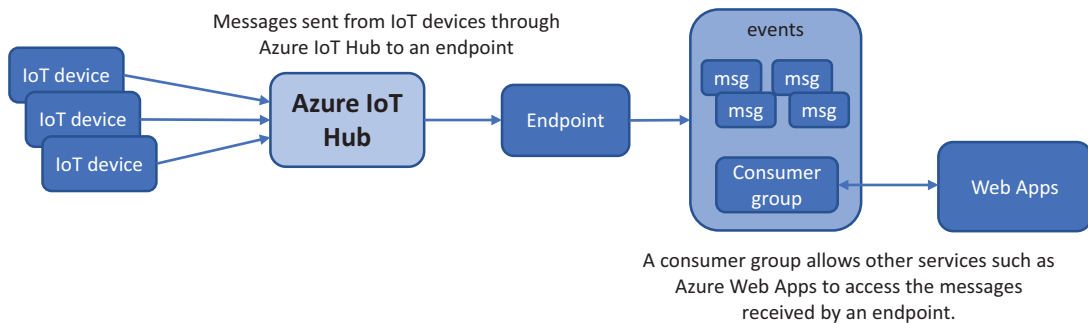 Messages sent from IoT devices through
Azure IoT Hub to an endpoint
IoT device
IoT device
IoT device
Azure IoT
Hub
Endpoint
events
msg
msg
msg
msg
Consumer
group
Web Apps
A consumer group allows other services such as
Azure Web Apps to access the messages
received by an endpoint.